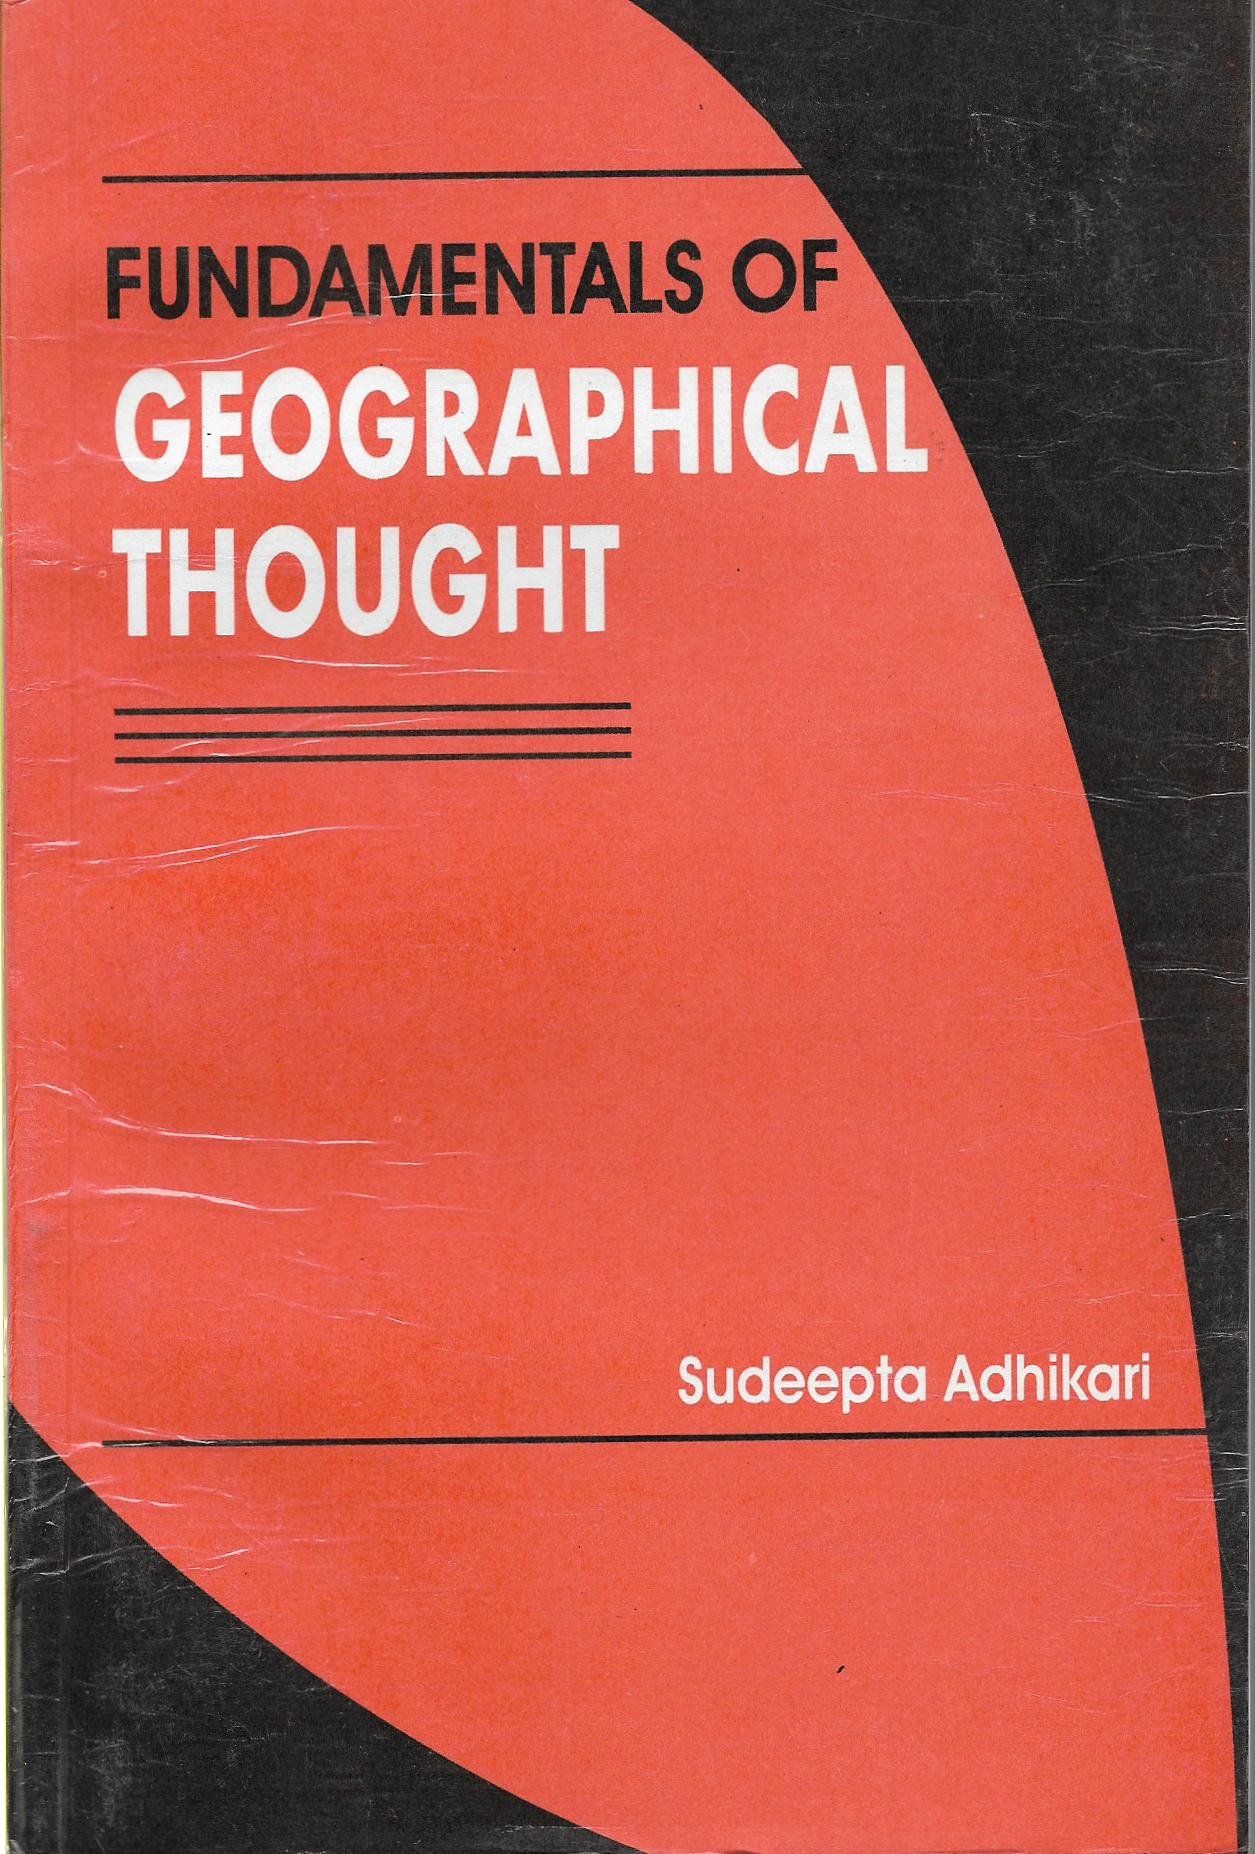 FUNDAMENTALS OF
GEOGRAPHICAL
THOUGHT
Sudeepta Adhikari